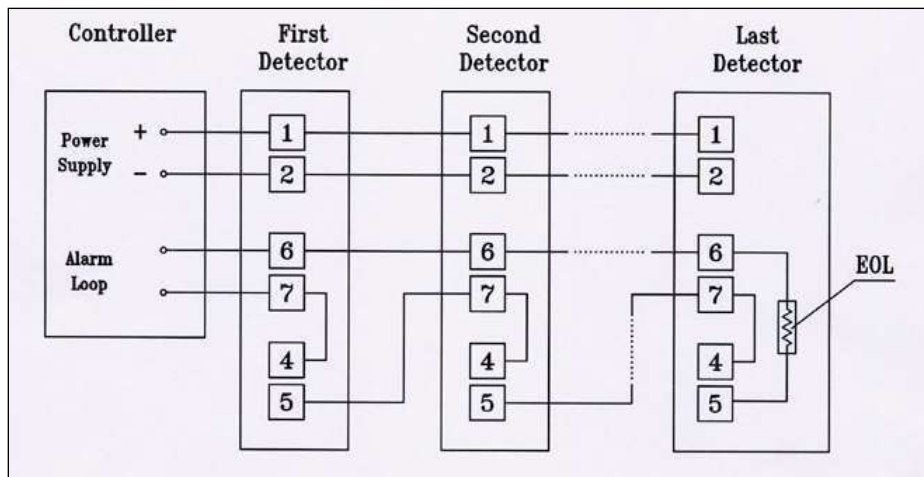 Controller
First
Detector
Second
Detector
Last
Detector
Power
Supply
+
−
Alarm
Loop
1
2
6
7
4
5
1
2
6
7
4
5
1
2
6
7
4
5
EOL